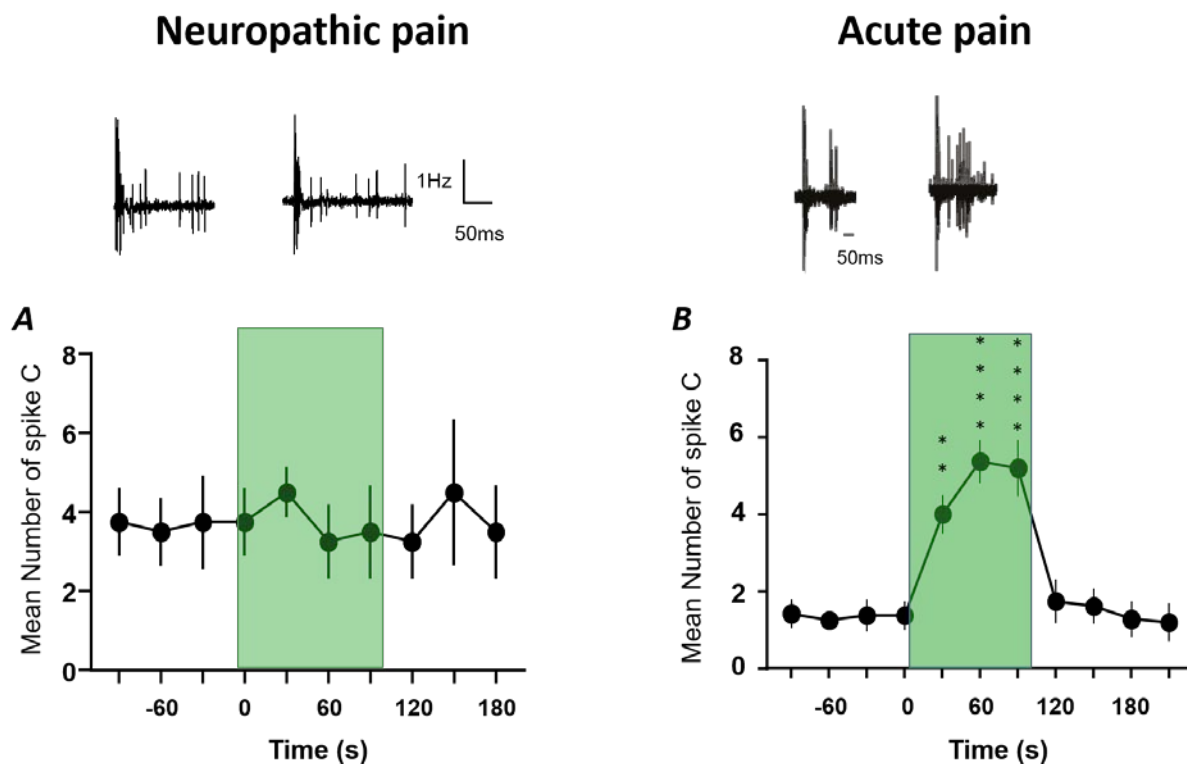 Neuropathic pain
Acute pain
1Hz
50ms
50ms
A
Mean Number of spike C
8
6
4
2
0
-60
0
60
120
180
Time (s)
B
Mean Number of spike C
8
6
4
2
0
* *
* * * *
* * * *
-60
0
60
120
180
Time (s)